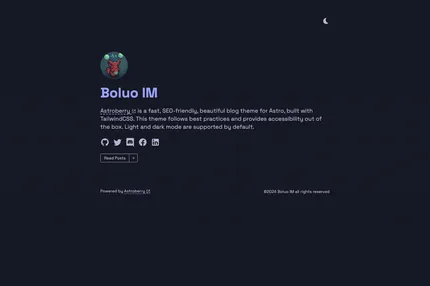 Boluo IM
Astroberry is a fast, SEO-friendly, beautiful blog theme for Astro, built with
TailwindCSS. This theme follows best practices and provides accessibility out of
the box. Light and dark mode are supported by default.
Read Posts
Powered by Astroberry
©2024 Boluo IM all rights reserved